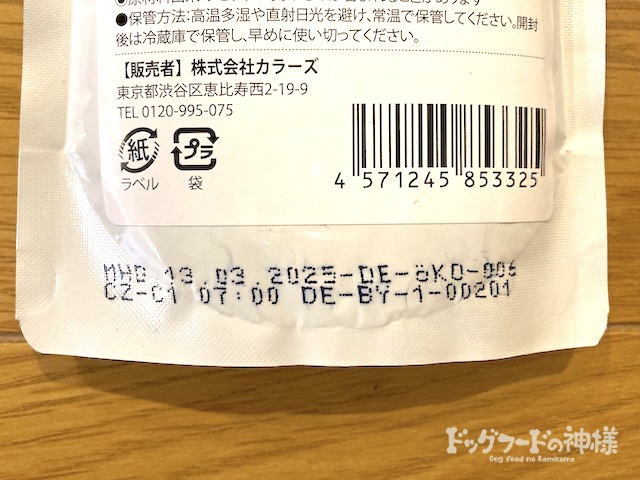 ●保管方法:高温多湿や直射日光を避け、常温で保管してください。開封
後は冷蔵庫で保管し、早めに使い切ってください。
【販売者】株式会社カラーズ
東京都渋谷区恵比寿西2-19-9
TEL 0120-995-075
紙
ラベル
プラ
袋
4 571245 853325
MHD 13.03.2025-DE-öKO-006
CZ-C1 07:00 DE-BY-1-00201
ドッグフードの神様
Dog food no Kamisama